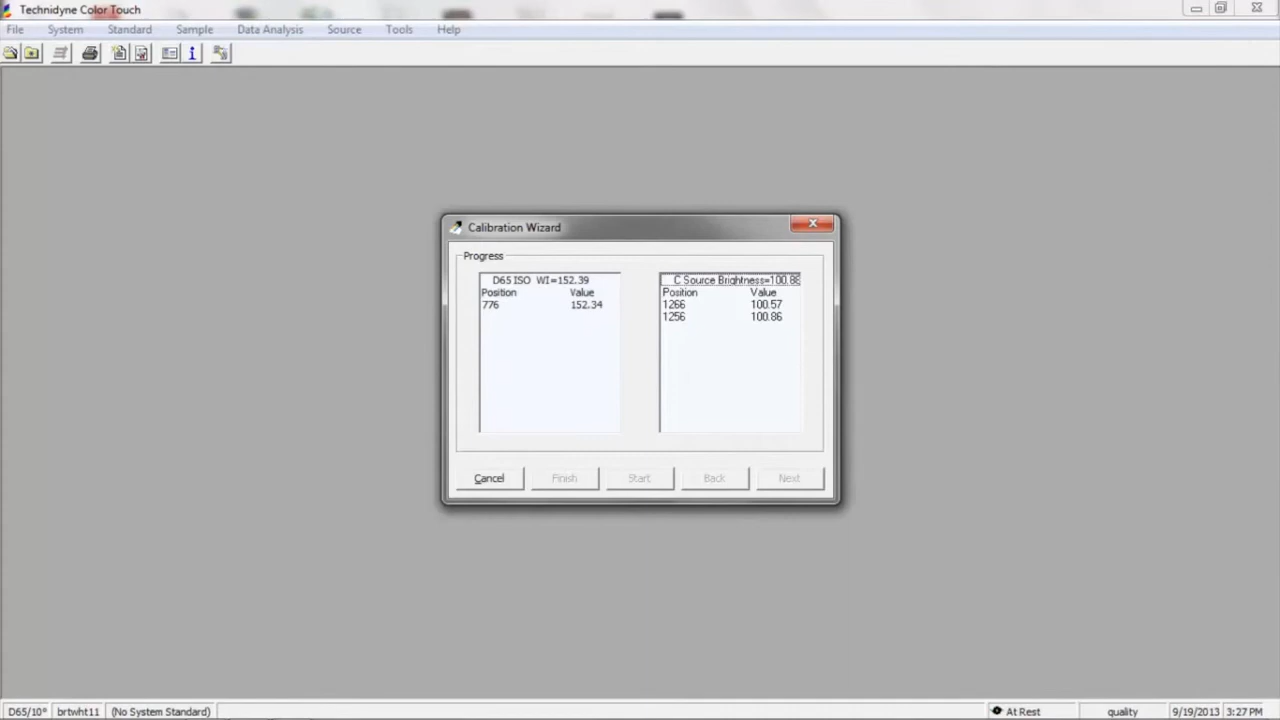 Technidyne Color Touch
File System Standard Sample Data Analysis Source Tools Help
Calibration Wizard
Progress
D65 ISO WI=152.39
Position Value
776 152.34
C Source Brightness=100.88
Position Value
1266 100.57
1256 100.86
Cancel Finish Start Back Next
D65/10° brtwht11 (No System Standard) At Rest quality 9/19/2013 3:27 PM